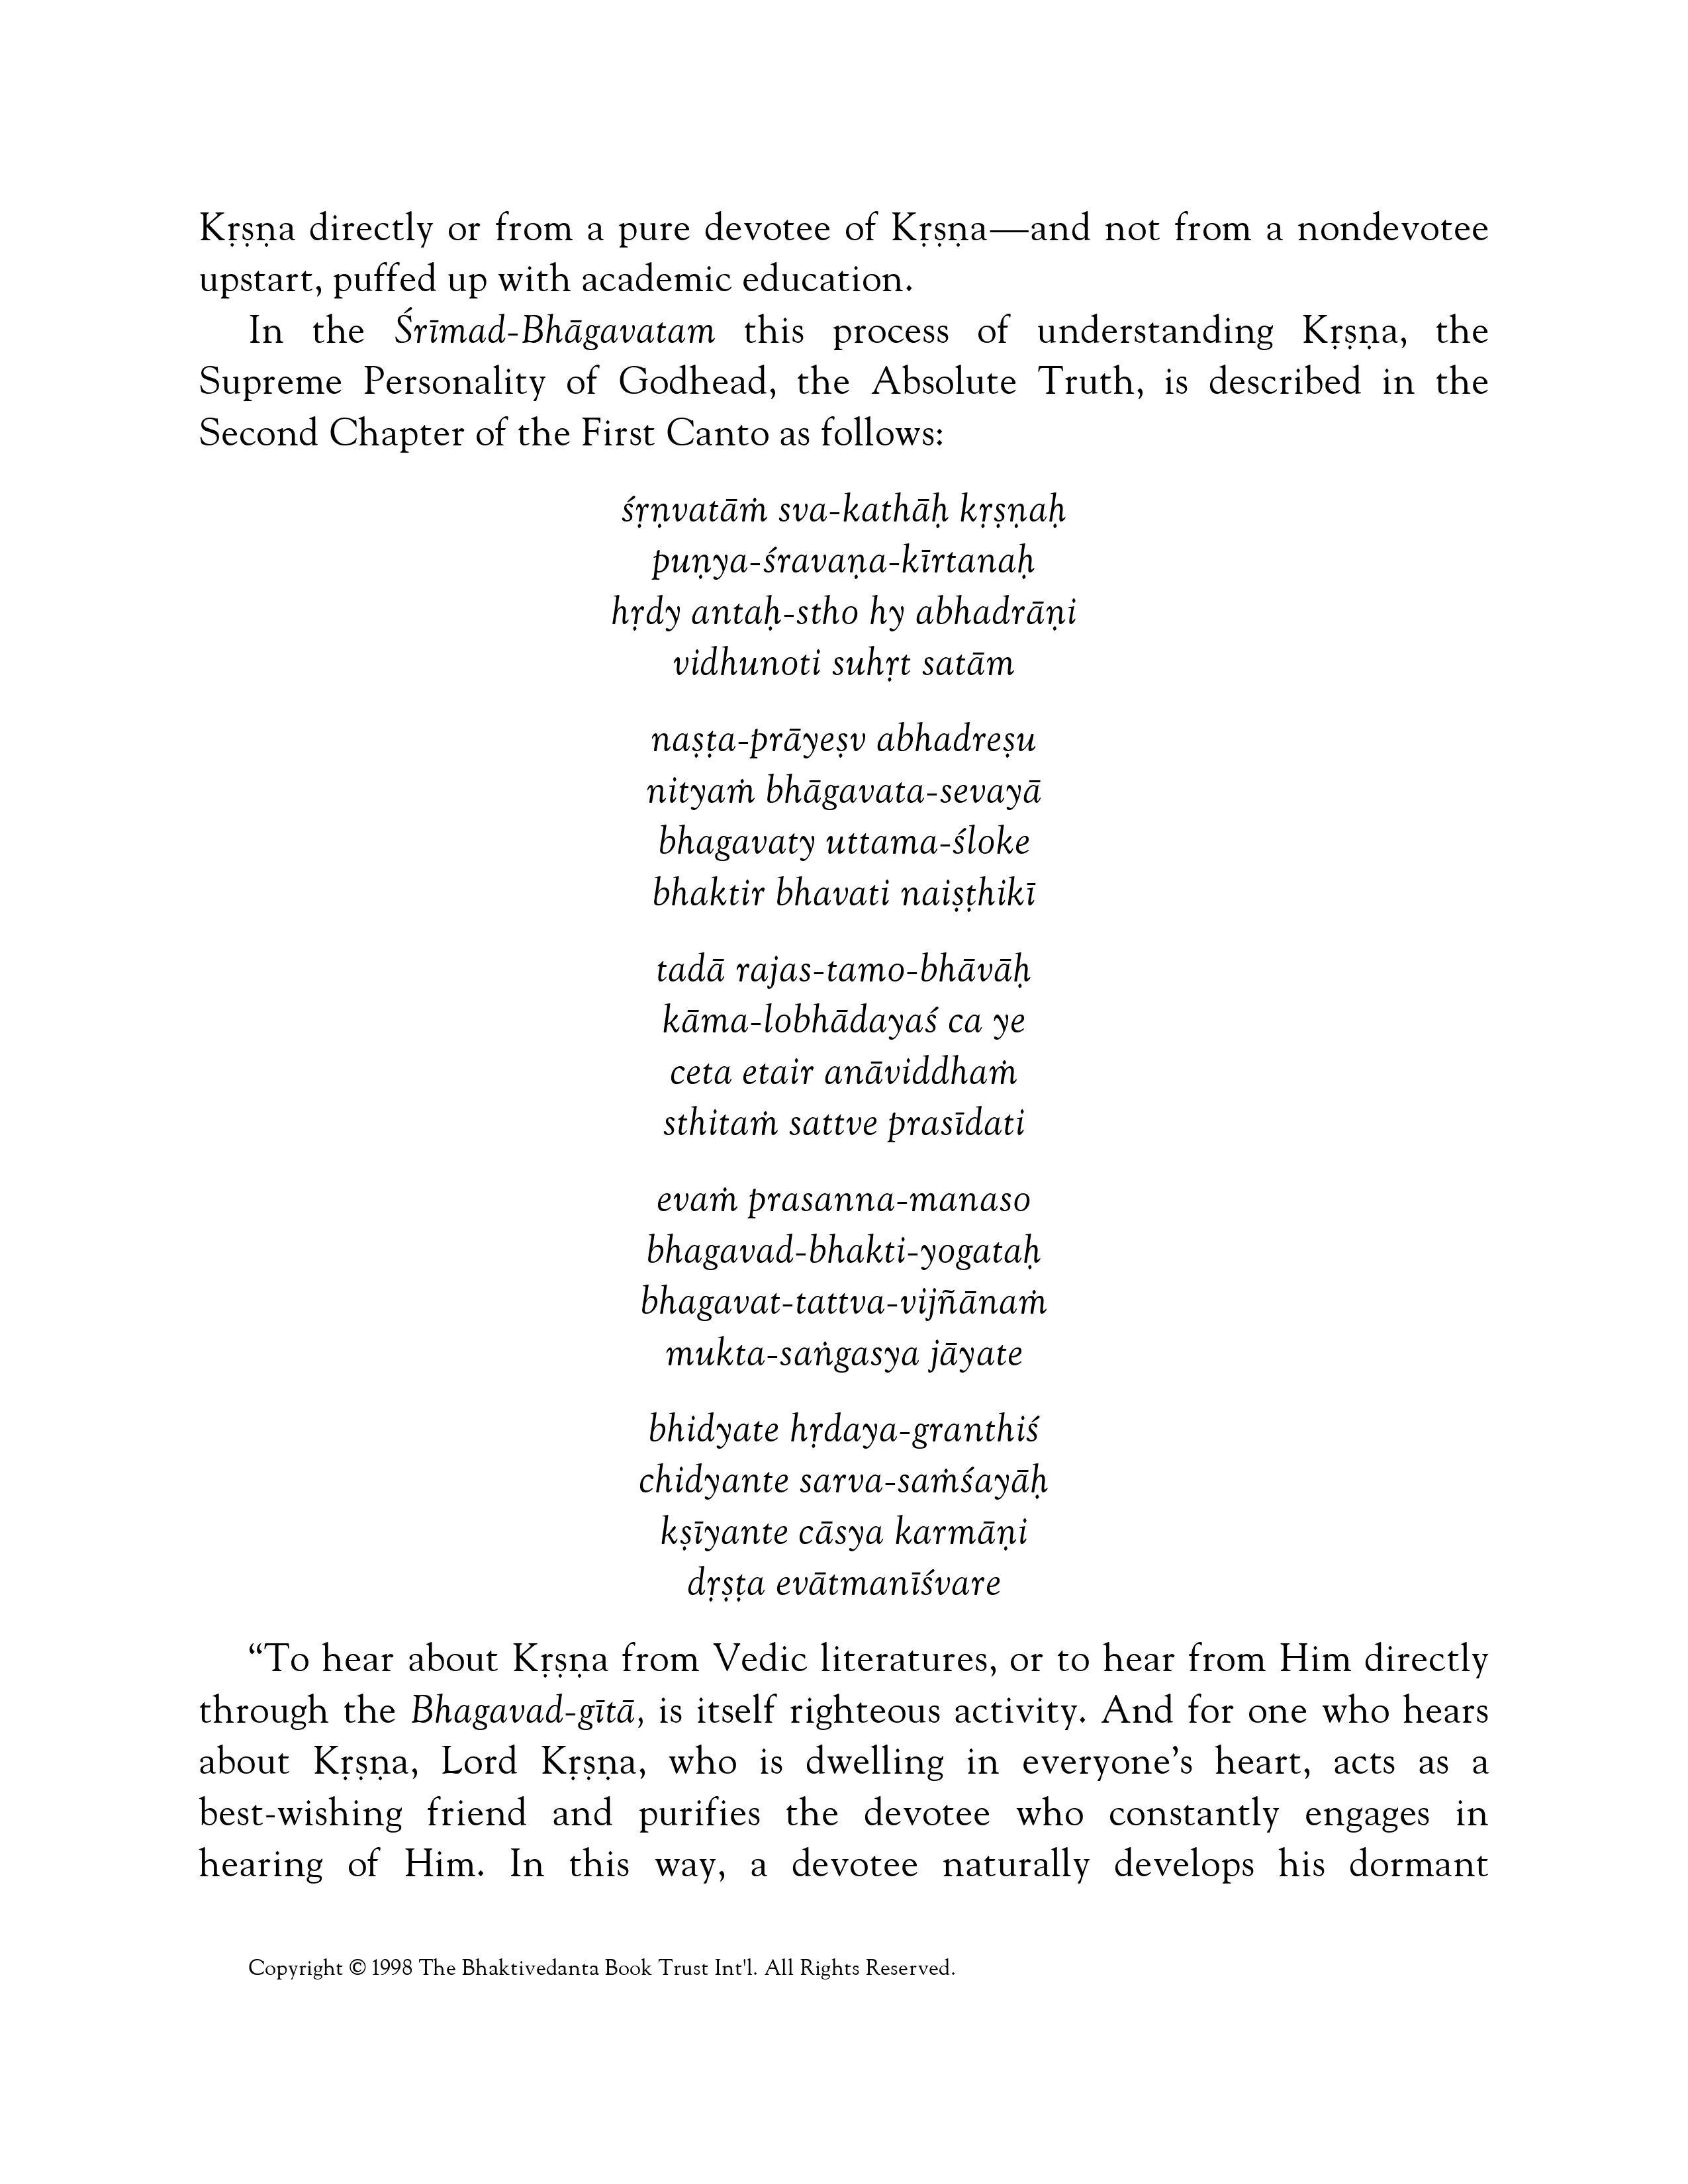 Kṛṣṇa directly or from a pure devotee of Kṛṣṇa—and not from a nondevotee
upstart, puffed up with academic education.
In the Śrīmad-Bhāgavatam this process of understanding Kṛṣṇa, the
Supreme Personality of Godhead, the Absolute Truth, is described in the
Second Chapter of the First Canto as follows:
śṛṇvatāṁ sva-kathāḥ kṛṣṇaḥ
puṇya-śravaṇa-kīrtanaḥ
hṛdy antaḥ-stho hy abhadrāṇi
vidhunoti suhṛt satām
naṣṭa-prāyeṣv abhadreṣu
nityaṁ bhāgavata-sevayā
bhagavaty uttama-śloke
bhaktir bhavati naiṣṭhikī
tadā rajas-tamo-bhāvāḥ
kāma-lobhādayaś ca ye
ceta etair anāviddhaṁ
sthitaṁ sattve prasīdati
evaṁ prasanna-manaso
bhagavad-bhakti-yogataḥ
bhagavat-tattva-vijñānaṁ
mukta-saṅgasya jāyate
bhidyate hṛdaya-granthiś
chidyante sarva-saṁśayāḥ
kṣīyante cāsya karmāṇi
dṛṣṭa evātmanīśvare
“To hear about Kṛṣṇa from Vedic literatures, or to hear from Him directly
through the Bhagavad-gītā, is itself righteous activity. And for one who hears
about Kṛṣṇa, Lord Kṛṣṇa, who is dwelling in everyone’s heart, acts as a
best-wishing friend and purifies the devotee who constantly engages in
hearing of Him. In this way, a devotee naturally develops his dormant
Copyright © 1998 The Bhaktivedanta Book Trust Int'l. All Rights Reserved.